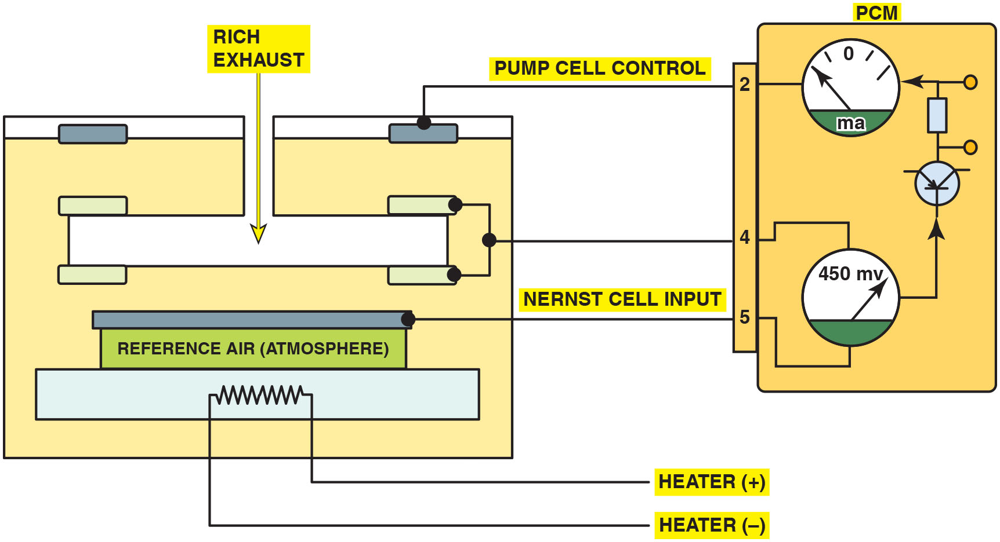 PCM
RICH
EXHAUST
PUMP CELL CONTROL
0
2
ma
4
450 mv
NERNST CELL INPUT
5
REFERENCE AIR (ATMOSPHERE)
HEATER (+)
HEATER (–)